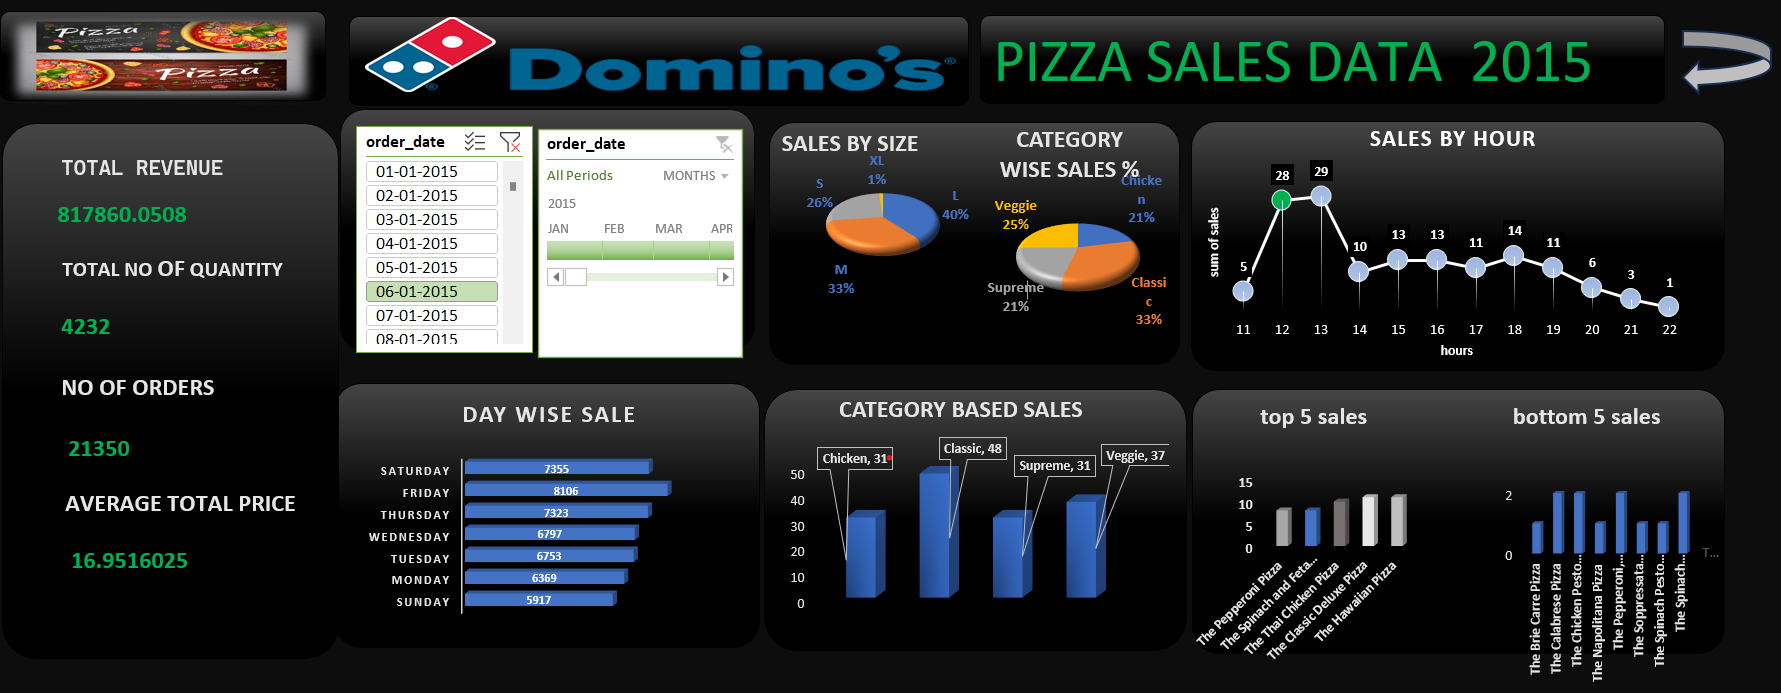 Pizza
Pizza
Domino's®
PIZZA SALES DATA 2015
TOTAL REVENUE
817860.0508
TOTAL NO OF QUANTITY
4232
NO OF ORDERS
21350
AVERAGE TOTAL PRICE
16.9516025
order_date
01-01-2015
02-01-2015
03-01-2015
04-01-2015
05-01-2015
06-01-2015
07-01-2015
08-01-2015
order_date
All Periods
MONTHS
2015
JAN FEB MAR APR
SALES BY SIZE
XL
1%
S
26%
L
40%
M
33%
CATEGORY
WISE SALES %
Chicke
n
21%
Veggie
25%
Supreme
21%
Classi
c
33%
SALES BY HOUR
sum of sales
5 28 29 10 13 13 11 14 11 6 3 1
11 12 13 14 15 16 17 18 19 20 21 22
hours
DAY WISE SALE
SATURDAY 7355
FRIDAY 8106
THURSDAY 7323
WEDNESDAY 6797
TUESDAY 6753
MONDAY 6369
SUNDAY 5917
CATEGORY BASED SALES
Chicken, 31
Classic, 48
Supreme, 31
Veggie, 37
50
40
30
20
10
0
top 5 sales
15
10
5
0
The Pepperoni Pizza
The Spinach and Feta...
The Thai Chicken Pizza
The Classic Deluxe Pizza
The Hawaiian Pizza
bottom 5 sales
2
0
The Brie Carre Pizza
The Calabrese Pizza
The Chicken Pesto...
The Napolitana Pizza
The Pepperoni,...
The Soppressata...
The Spinach Pesto...
The Spinach...
T...